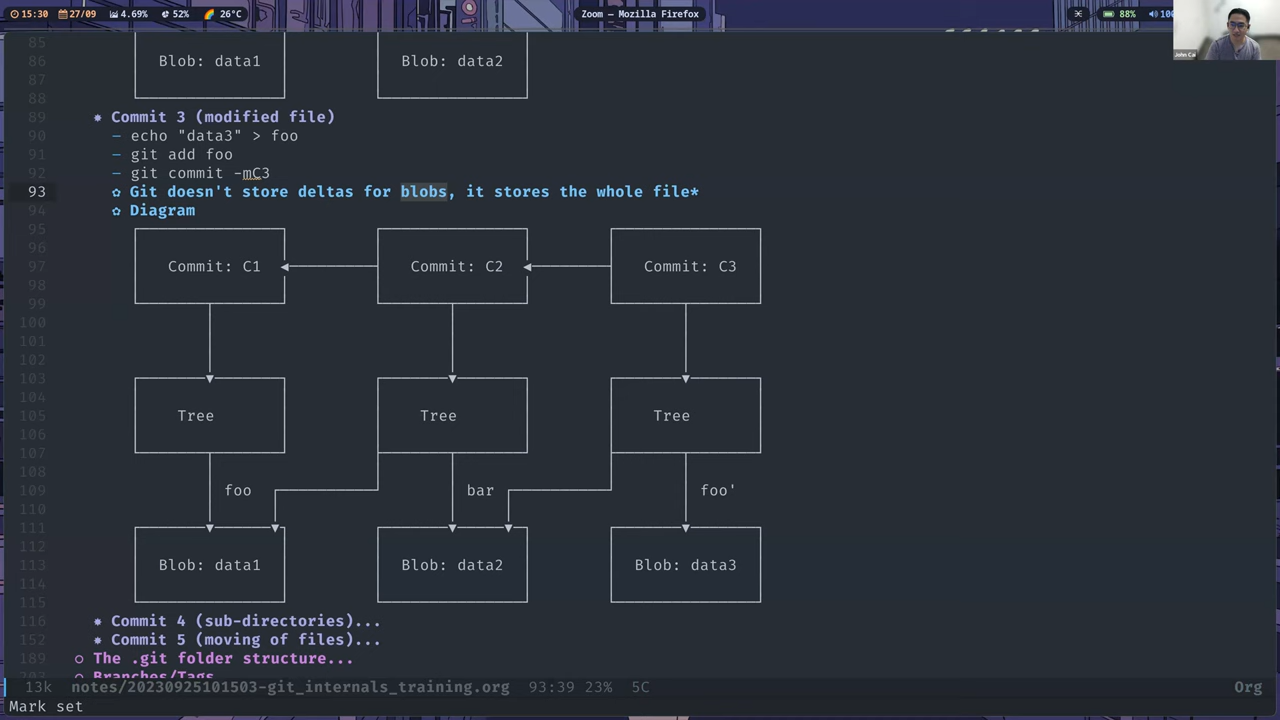 15:30 27/09 4.69% 52% 26°C Zoom — Mozilla Firefox 88% 100
John Cai
85
86 Blob: data1 Blob: data2
87
88
89 Commit 3 (modified file)
90 — echo "data3" > foo
91 — git add foo
92 — git commit -mC3
93 Git doesn't store deltas for blobs, it stores the whole file*
94 Diagram
95
96
97 Commit: C1 Commit: C2 Commit: C3
98
99
100
101
102
103
104
105 Tree Tree Tree
106
107
108
109 foo bar foo'
110
111
112
113 Blob: data1 Blob: data2 Blob: data3
114
115
116 Commit 4 (sub-directories)...
152 Commit 5 (moving of files)...
189 The .git folder structure...
203 Branches/Tags
13k notes/20230925101503-git_internals_training.org 93:39 23% 5C Org
Mark set